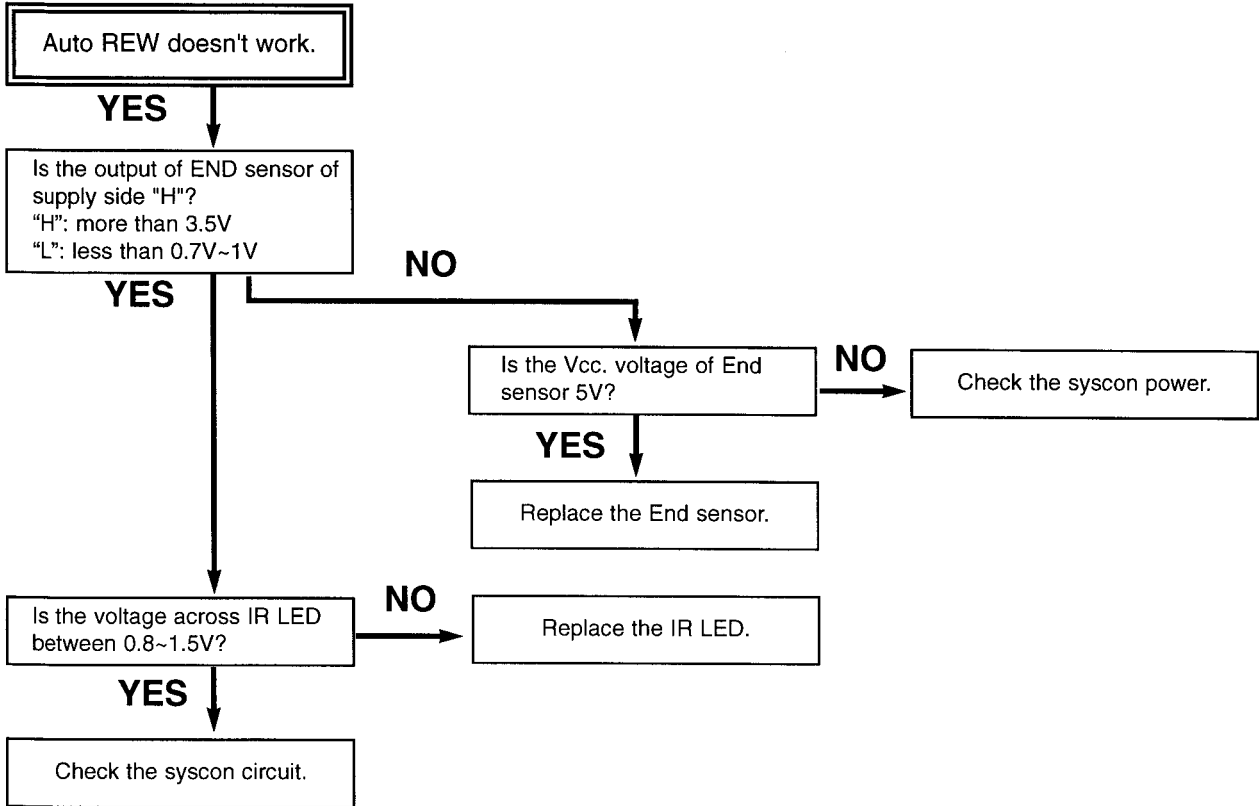 Auto REW doesn't work.
YES
Is the output of END sensor of
supply side "H"?
“H”: more than 3.5V
“L”: less than 0.7V~1V
YES
NO
Is the Vcc. voltage of End
sensor 5V?
NO
Check the syscon power.
YES
Replace the End sensor.
Is the voltage across IR LED
between 0.8~1.5V?
NO
Replace the IR LED.
YES
Check the syscon circuit.